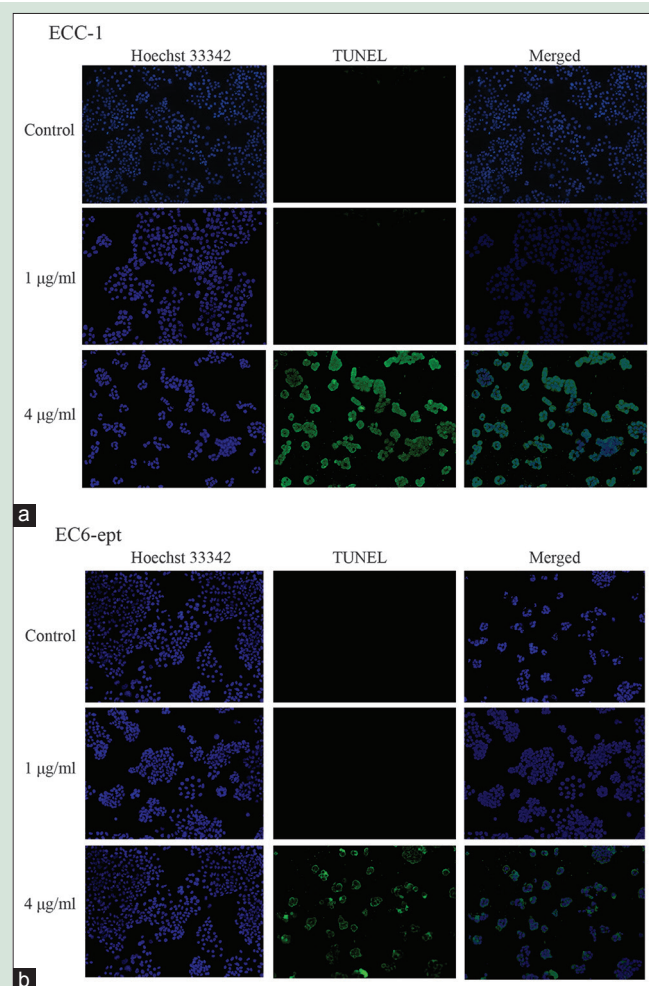 ECC-1
Hoechst 33342 TUNEL Merged
Control
1 μg/ml
4 μg/ml
a
EC6-ept
Hoechst 33342 TUNEL Merged
Control
1 μg/ml
4 μg/ml
b